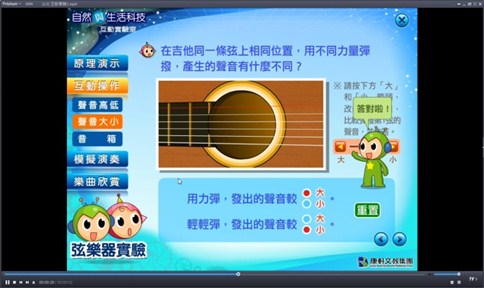 自然與生活科技
互動實驗室
在吉他同一條弦上相同位置，用不同力量彈
撥，產生的聲音有什麼不同？
原理演示
互動操作
聲音高低
聲音大小
音箱
模擬演奏
樂曲欣賞
弦樂器實驗
※ 請按下方「大」
答對啦！
大
小
用力彈，發出的聲音較
大
小
輕輕彈，發出的聲音較
大
小
重置
康軒文教集團